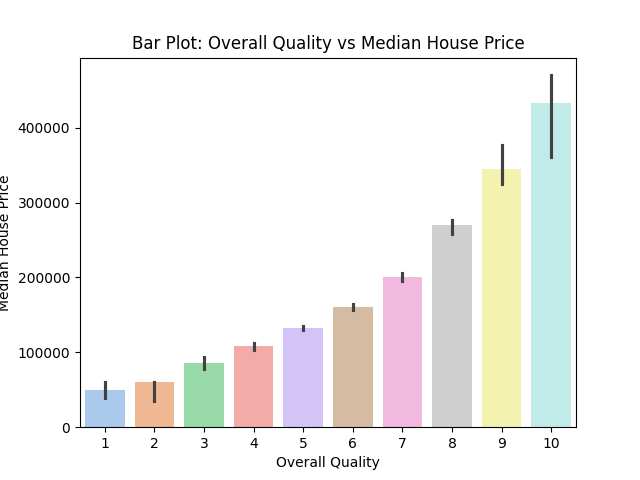 Bar Plot: Overall Quality vs Median House Price
Median House Price
400000
300000
200000
100000
0
1 2 3 4 5 6 7 8 9 10
Overall Quality